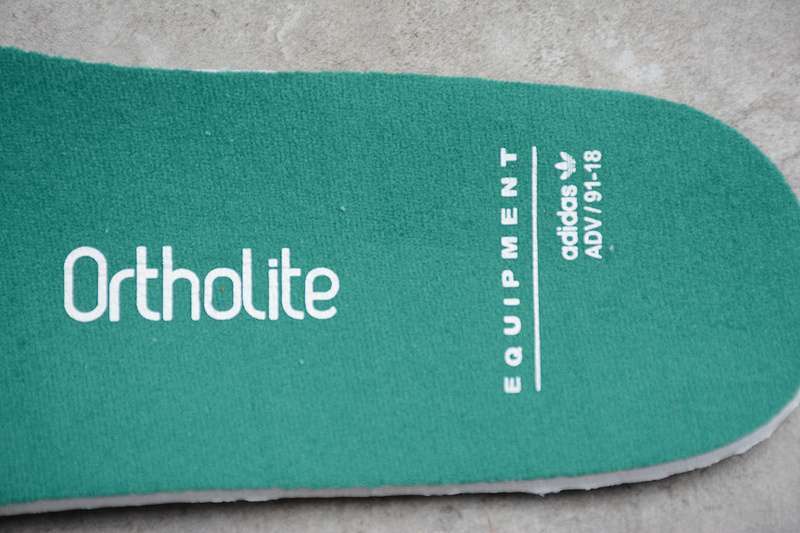 Ortholite
EQUIPMENT
adidas
ADV / 91-18